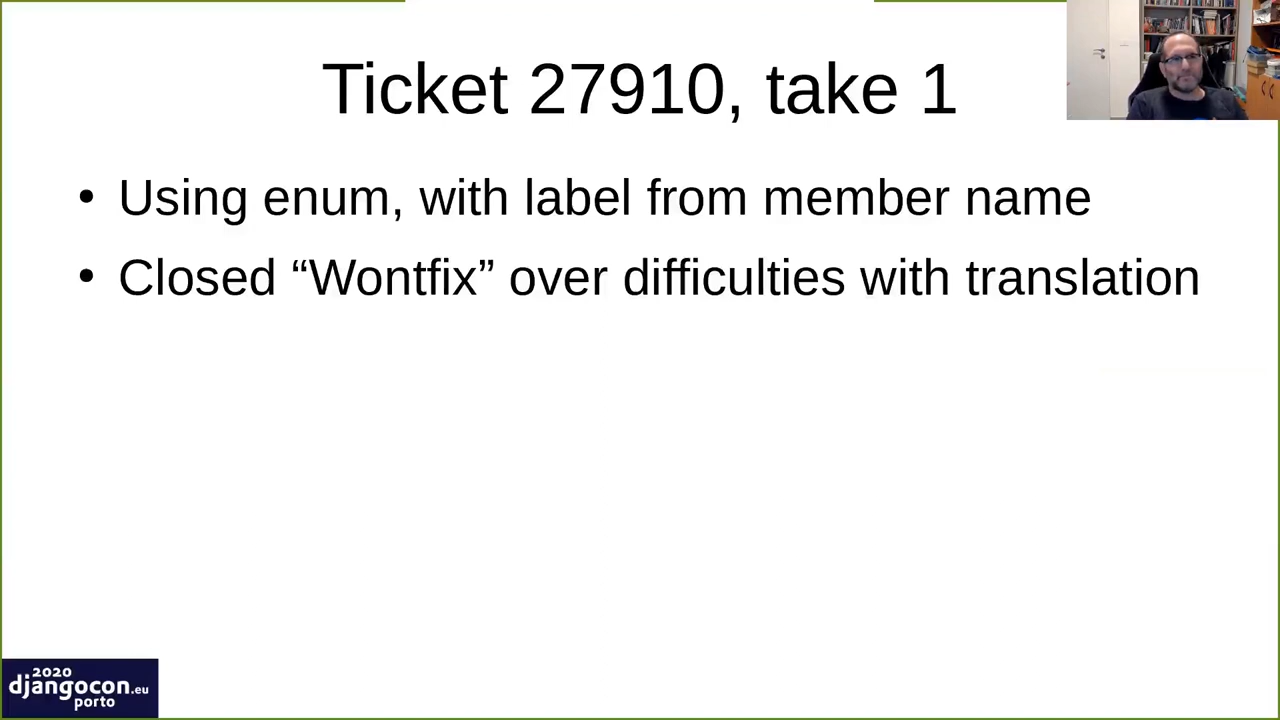 Ticket 27910, take 1
• Using enum, with label from member name
• Closed “Wontfix” over difficulties with translation
2020
djangocon.eu
porto